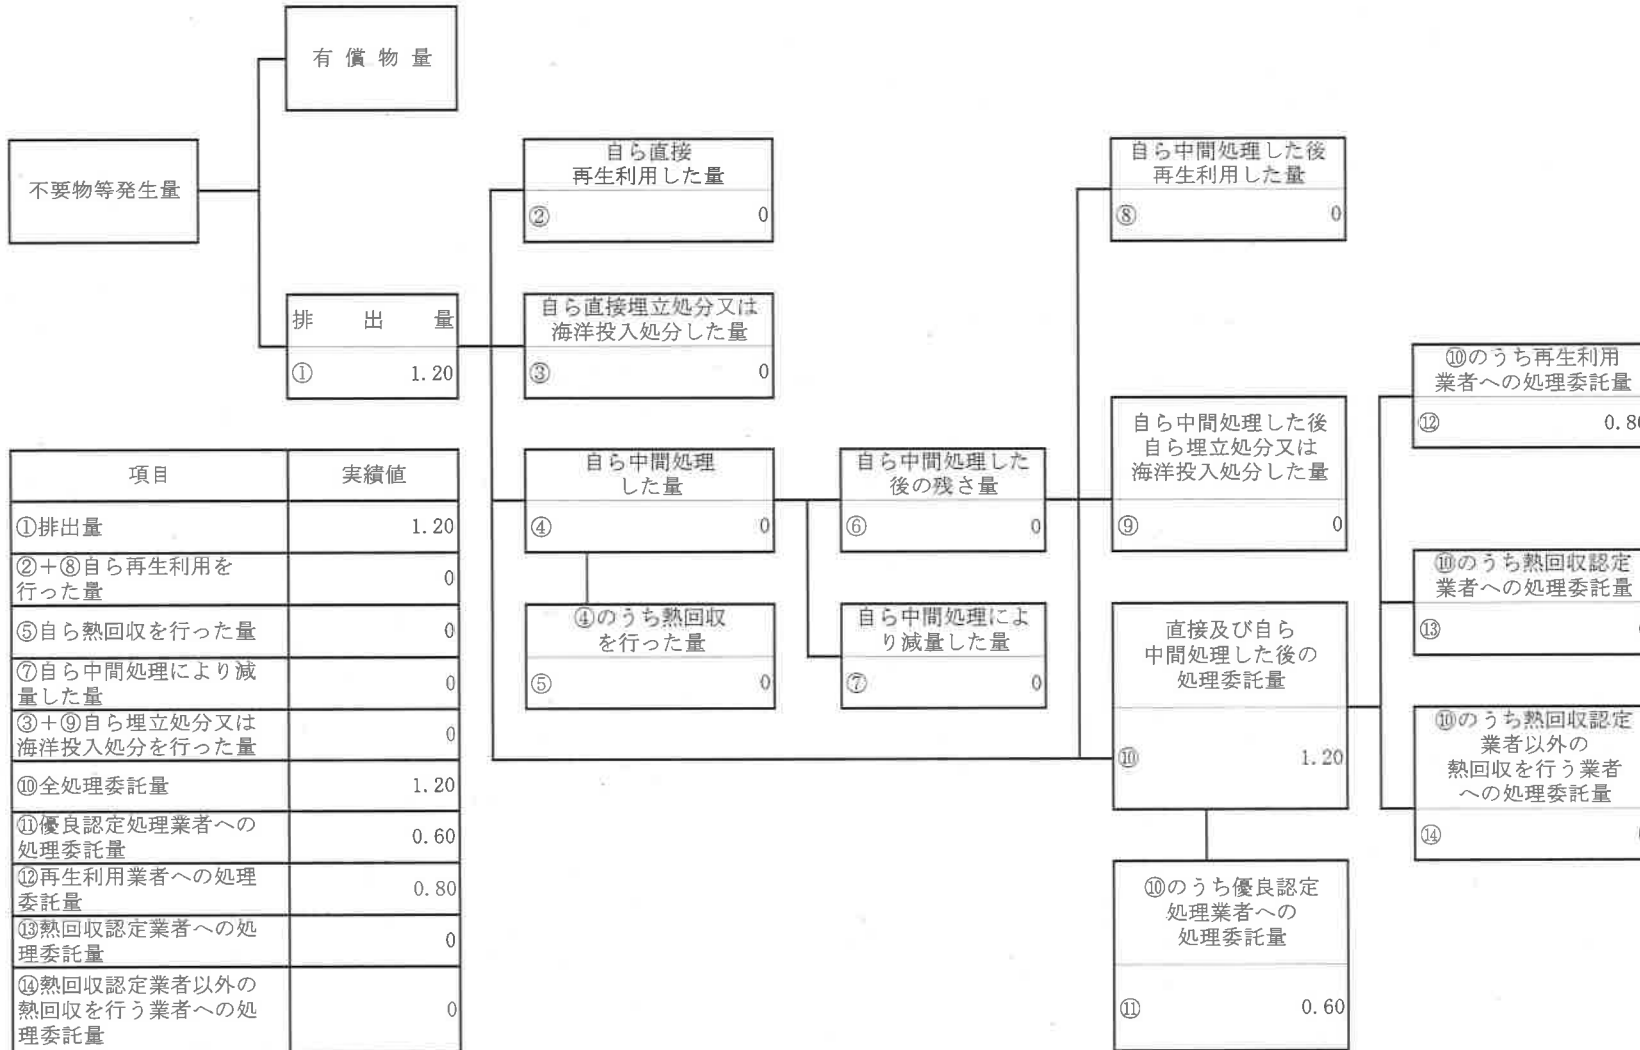 有償物量
不要物等発生量
排出量
① 1.20
自ら直接
再生利用した量
② 0
自ら直接埋立処分又は
海洋投入処分した量
③ 0
自ら中間処理
した量
④ 0
④のうち熱回収
を行った量
⑤ 0
自ら中間処理した
後の残さ量
⑥ 0
自ら中間処理によ
り減量した量
⑦ 0
自ら中間処理した後
再生利用した量
⑧ 0
自ら中間処理した後
自ら埋立処分又は
海洋投入処分した量
⑨ 0
直接及び自ら
中間処理した後の
処理委託量
⑩ 1.20
⑩のうち優良認定
処理業者への
処理委託量
⑪ 0.60
⑩のうち再生利用
業者への処理委託量
⑫ 0.80
⑩のうち熱回収認定
業者への処理委託量
⑬
⑩のうち熱回収認定
業者以外の
熱回収を行う業者
への処理委託量
⑭
項目 実績値
①排出量 1.20
②+⑧自ら再生利用を
行った量 0
⑤自ら熱回収を行った量 0
⑦自ら中間処理により減
量した量 0
③+⑨自ら埋立処分又は
海洋投入処分を行った量 0
⑩全処理委託量 1.20
⑪優良認定処理業者への
処理委託量 0.60
⑫再生利用業者への処理
委託量 0.80
⑬熱回収認定業者への処
理委託量 0
⑭熱回収認定業者以外の
熱回収を行う業者への処
理委託量 0